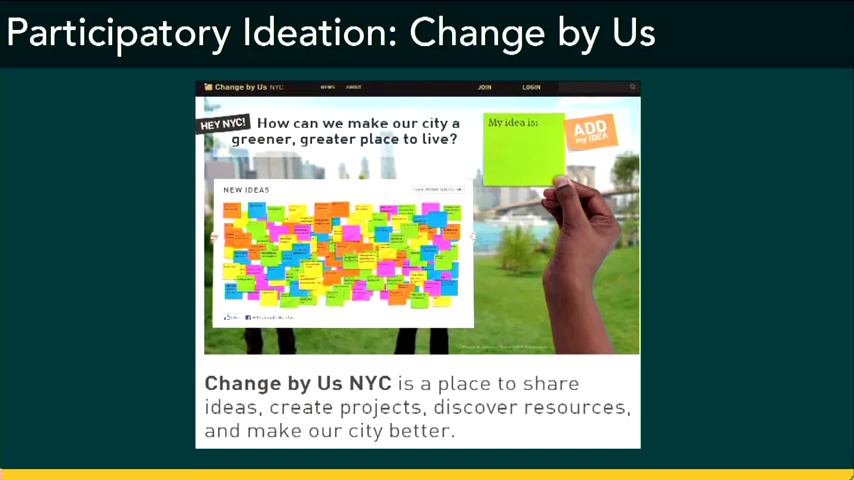 Participatory Ideation: Change by Us
Change by Us NYC
NEWS ABOUT JOIN LOGIN
HEY NYC! How can we make our city a
greener, greater place to live?
My idea is:
ADD
my IDEA
NEW IDEAS
Change by Us NYC is a place to share
ideas, create projects, discover resources,
and make our city better.